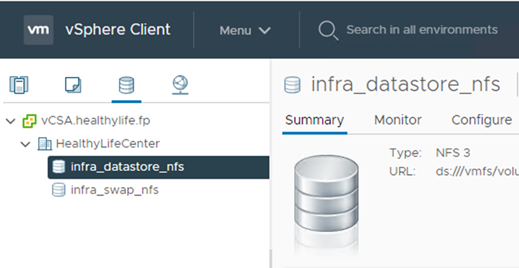 vm vSphere Client Menu Search in all environments
vCSA.healthylife.fp
HealthyLifeCenter
infra_datastore_nfs
infra_swap_nfs
infra_datastore_nfs
Summary Monitor Configure
Type: NFS 3
URL: ds:///vmfs/volu